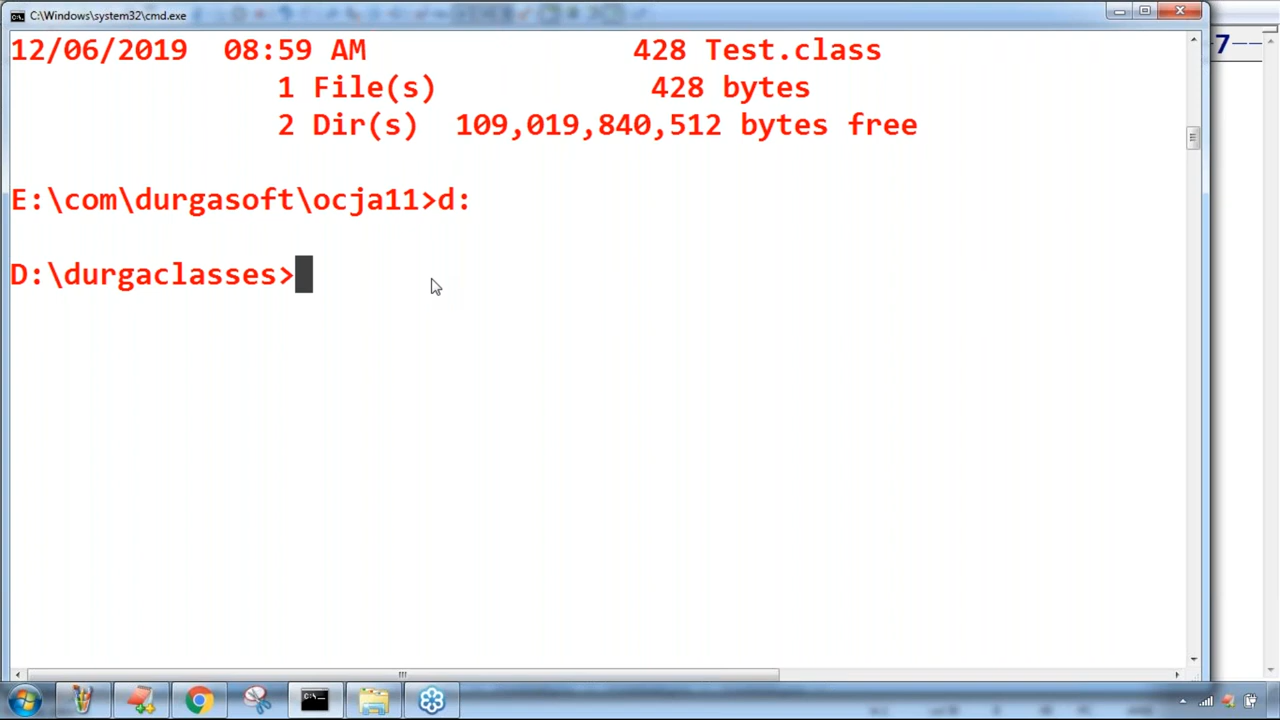 C:\Windows\system32\cmd.exe
12/06/2019  08:59 AM               428 Test.class
               1 File(s)            428 bytes
               2 Dir(s)  109,019,840,512 bytes free
E:\com\durgasoft\ocja11>d:
D:\durgaclasses>
7
C:\.